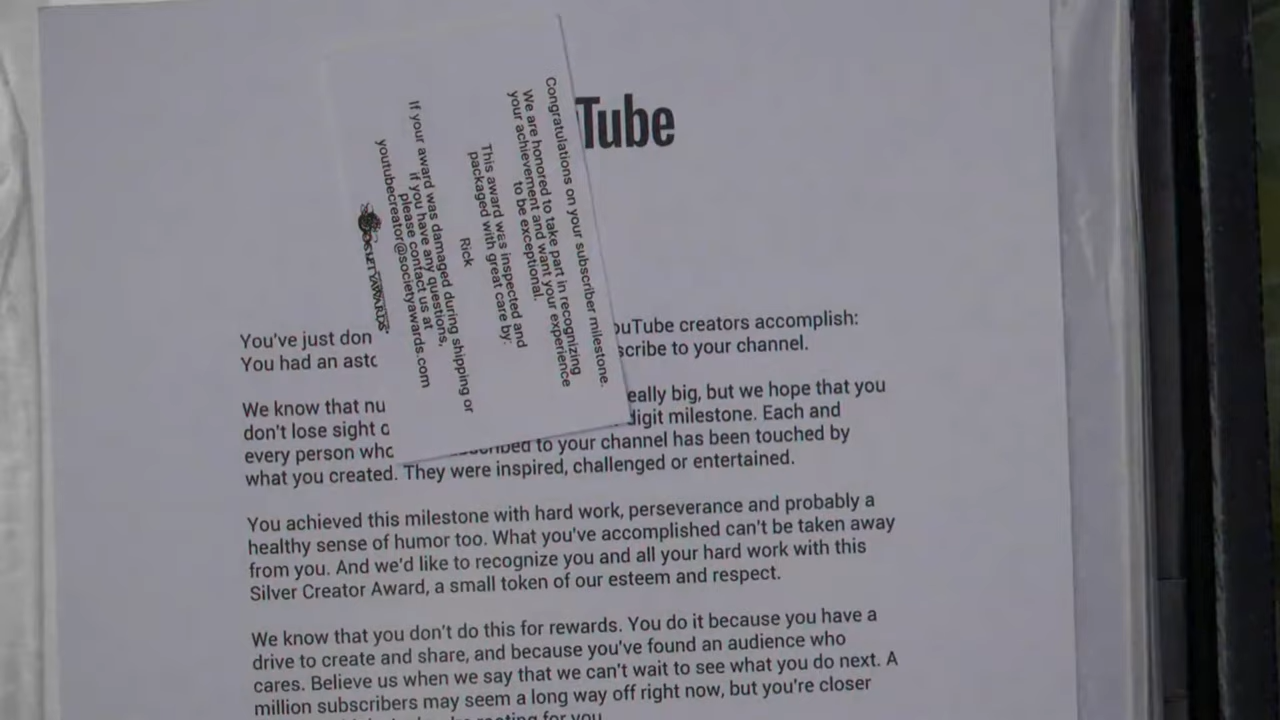 Tube
Congratulations on your subscriber milestone.
We are honored to take part in recognizing
your achievement and want your experience
to be exceptional.
This award was inspected and
packaged with great care by:
Rick
If your award was damaged during shipping or
if you have any questions,
please contact us at
youtubecreator@societyawards.com
SOCIETY AWARDS
You've just don uTube creators accomplish:
You had an asto scribe to your channel.
We know that nu eally big, but we hope that you
don't lose sight o digit milestone. Each and
every person who to your channel has been touched by
what you created. They were inspired, challenged or entertained.
You achieved this milestone with hard work, perseverance and probably a
healthy sense of humor too. What you've accomplished can't be taken away
from you. And we'd like to recognize you and all your hard work with this
Silver Creator Award, a small token of our esteem and respect.
We know that you don't do this for rewards. You do it because you have a
drive to create and share, and because you've found an audience who
cares. Believe us when we say that we can't wait to see what you do next. A
million subscribers may seem a long way off right now, but you're closer
rooting for you